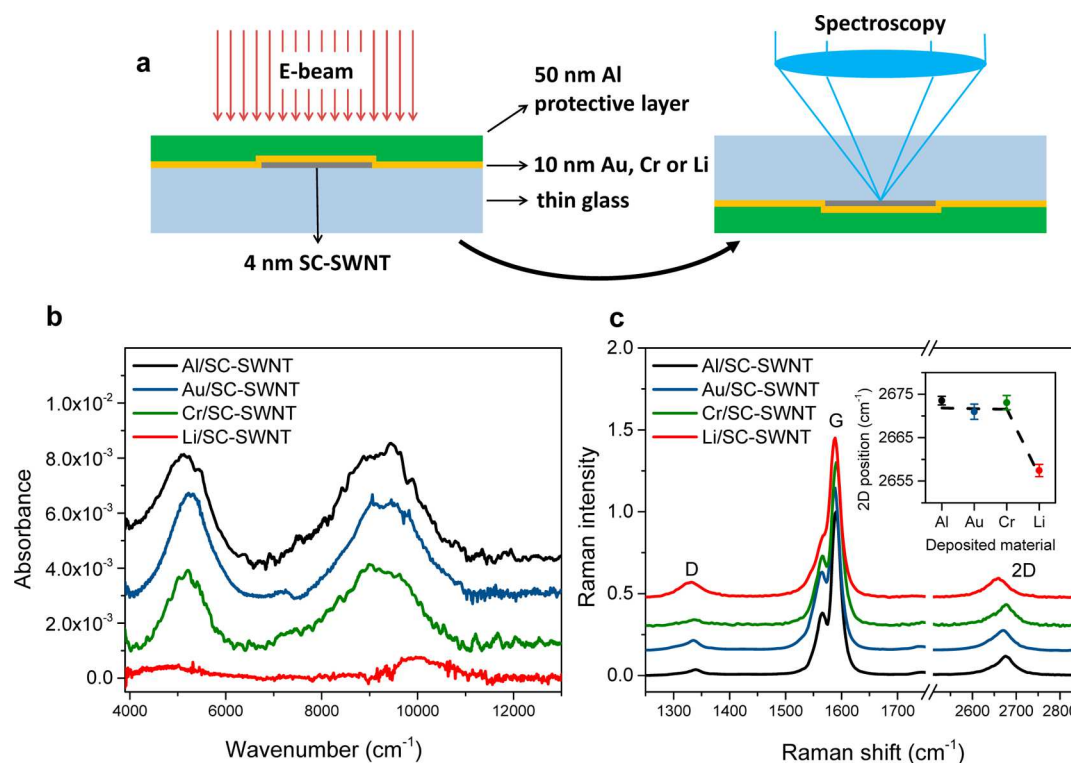 a
E-beam
50 nm Al
protective layer
10 nm Au, Cr or Li
thin glass
4 nm SC-SWNT
Spectroscopy
b
Al/SC-SWNT
Au/SC-SWNT
Cr/SC-SWNT
Li/SC-SWNT
1.0x10⁻²
8.0x10⁻³
6.0x10⁻³
4.0x10⁻³
2.0x10⁻³
0.0
Absorbance
4000 6000 8000 10000 12000
Wavenumber (cm⁻¹)
c
Al/SC-SWNT
Au/SC-SWNT
Cr/SC-SWNT
Li/SC-SWNT
2.0
1.5
1.0
0.5
0.0
Raman intensity
D
G
2D
2675
2665
2655
2D position (cm⁻¹)
Al Au Cr Li
Deposited material
1300 1400 1500 1600 1700 2600 2700 2800
Raman shift (cm⁻¹)